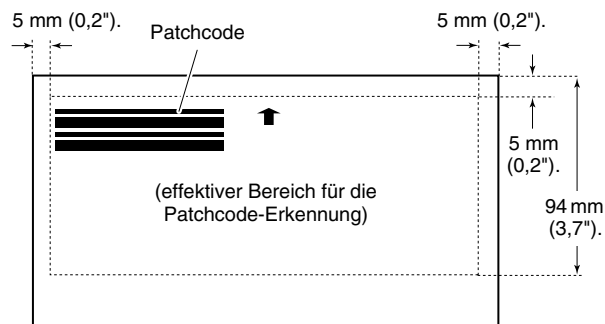 5 mm (0,2").
5 mm (0,2").
Patchcode
5 mm
(0,2").
(effektiver Bereich für die
Patchcode-Erkennung)
94 mm
(3,7").